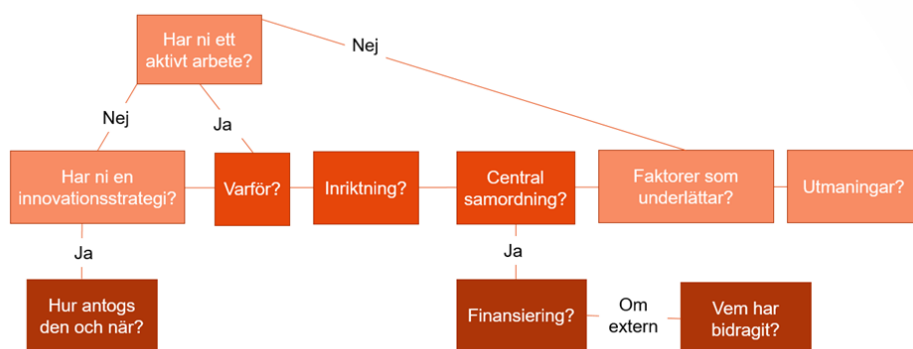 Har ni ett
aktivt arbete?
Nej
Nej
Ja
Har ni en
innovationsstrategi?
Varför?
Inriktning?
Central
samordning?
Faktorer som
underlättar?
Utmaningar?
Ja
Ja
Hur antogs
den och när?
Finansiering?
Om
extern
Vem har
bidragit?